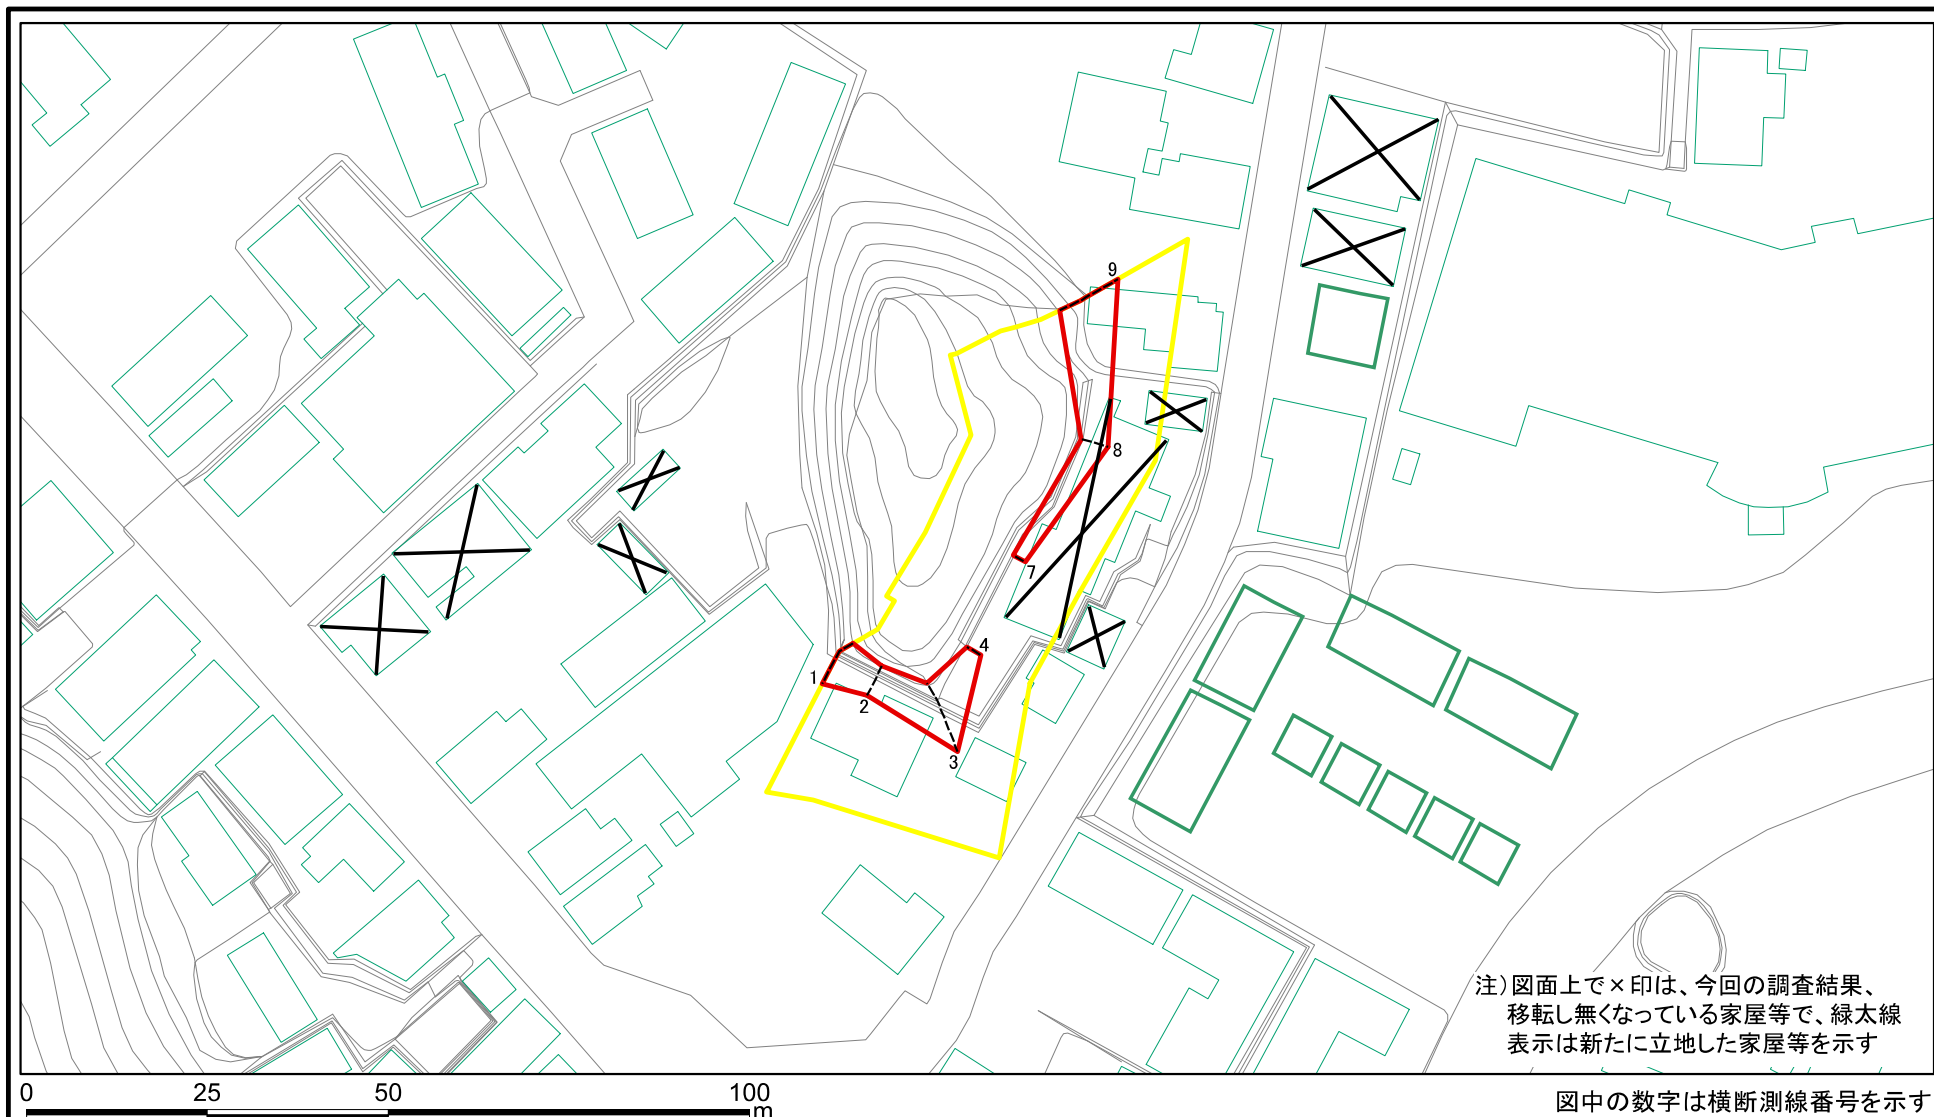 9
8
7
4
1
2
3
注)図面上で×印は、今回の調査結果、
移転し無くなっている家屋等で、緑太線
表示は新たに立地した家屋等を示す
0 25 50 100
m
図中の数字は横断測線番号を示す